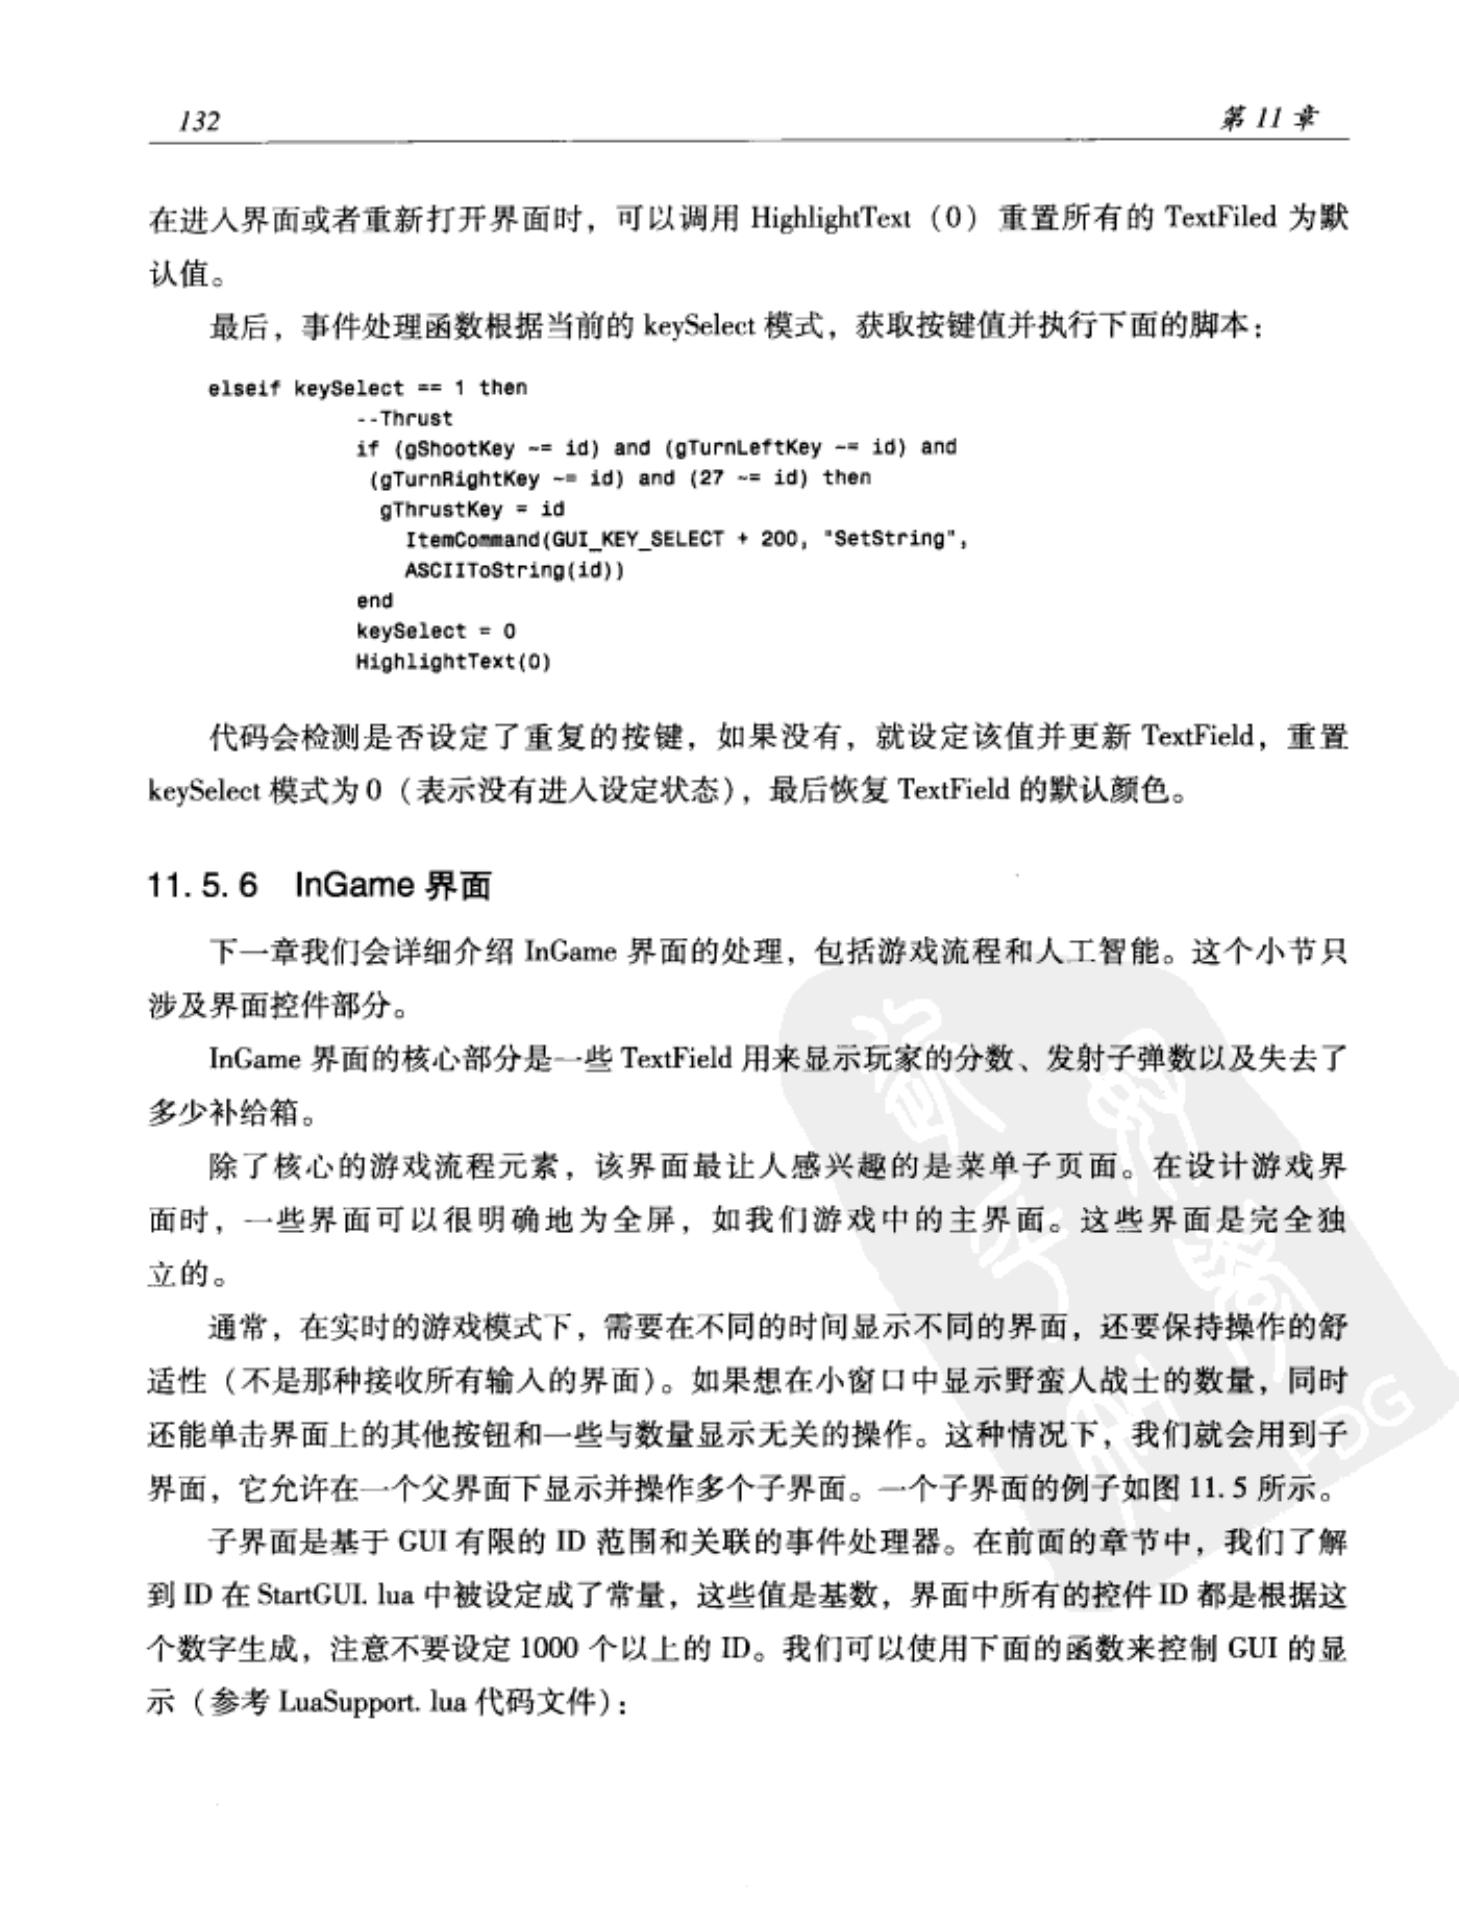 132
第 11 章
在进入界面或者重新打开界面时，可以调用 HighlightText（0）重置所有的 TextFiled 为默
认值。
最后，事件处理函数根据当前的 keySelect 模式，获取按键值并执行下面的脚本：
elseif keySelect == 1 then
--Thrust
if (gShootKey ~= id) and (gTurnLeftKey ~= id) and
(gTurnRightKey ~= id) and (27 ~= id) then
gThrustKey = id
ItemCommand(GUI_KEY_SELECT + 200, "SetString",
ASCIIToString(id))
end
keySelect = 0
HighlightText(0)
代码会检测是否设定了重复的按键，如果没有，就设定该值并更新 TextField，重置
keySelect 模式为 0（表示没有进入设定状态），最后恢复 TextField 的默认颜色。
11.5.6 InGame 界面
下一章我们会详细介绍 InGame 界面的处理，包括游戏流程和人工智能。这个小节只
涉及界面控件部分。
InGame 界面的核心部分是一些 TextField 用来显示玩家的分数、发射子弹数以及失去了
多少补给箱。
除了核心的游戏流程元素，该界面最让人感兴趣的是菜单子页面。在设计游戏界
面时，一些界面可以很明确地为全屏，如我们游戏中的主界面。这些界面是完全独
立的。
通常，在实时的游戏模式下，需要在不同的时间显示不同的界面，还要保持操作的舒
适性（不是那种接收所有输入的界面）。如果想在小窗口中显示野蛮人战士的数量，同时
还能单击界面上的其他按钮和一些与数量显示无关的操作。这种情况下，我们就会用到子
界面，它允许在一个父界面下显示并操作多个子界面。一个子界面的例子如图 11.5 所示。
子界面是基于 GUI 有限的 ID 范围和关联的事件处理器。在前面的章节中，我们了解
到 ID 在 StartGUI.lua 中被设定成了常量，这些值是基数，界面中所有的控件 ID 都是根据这
个数字生成，注意不要设定 1000 个以上的 ID。我们可以使用下面的函数来控制 GUI 的显
示（参考 LuaSupport.lua 代码文件）：
PDG